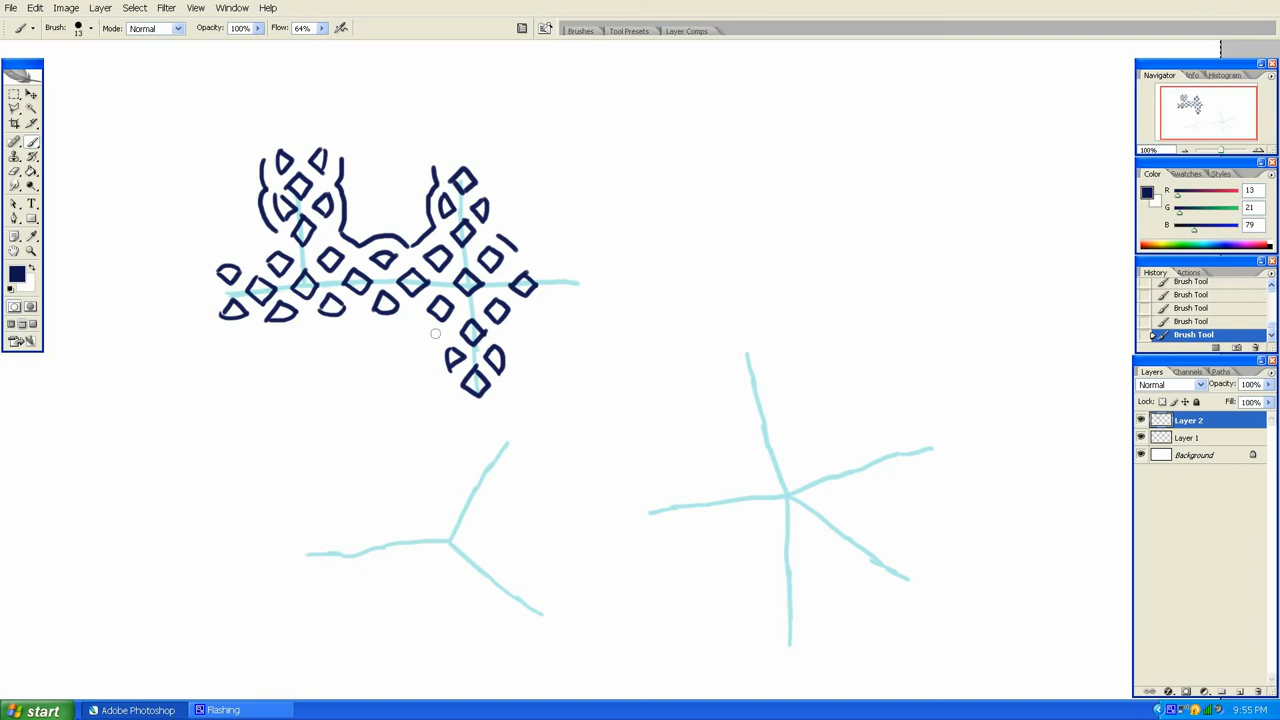 File Edit Image Layer Select Filter View Window Help
Brush: 13 Mode: Normal Opacity: 100% Flow: 64% Brushes Tool Presets Layer Comps
Navigator Info Histogram
100%
Color Swatches Styles
R 13
G 21
B 79
History Actions
Brush Tool
Brush Tool
Brush Tool
Brush Tool
Brush Tool
Layers Channels Paths
Normal Opacity: 100%
Lock: Fill: 100%
Layer 2
Layer 1
Background
start Adobe Photoshop Flashing 9:55 PM